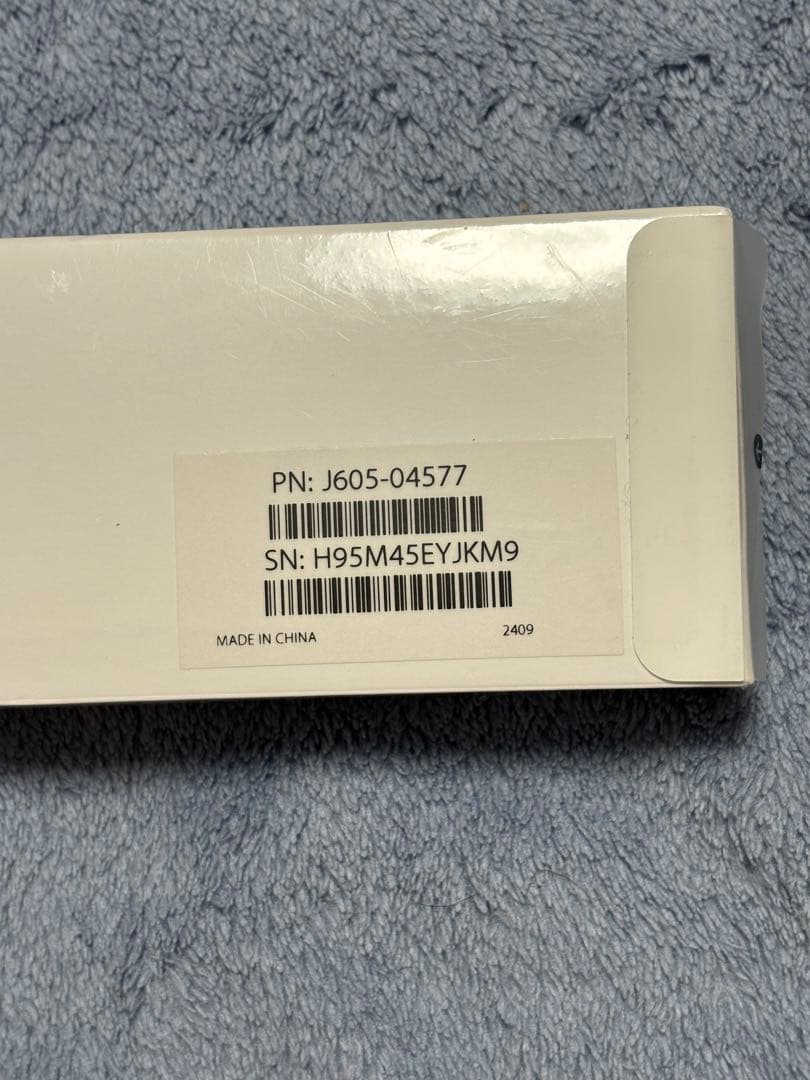 PN: J605-04577
SN: H95M45EYJKM9
MADE IN CHINA
2409